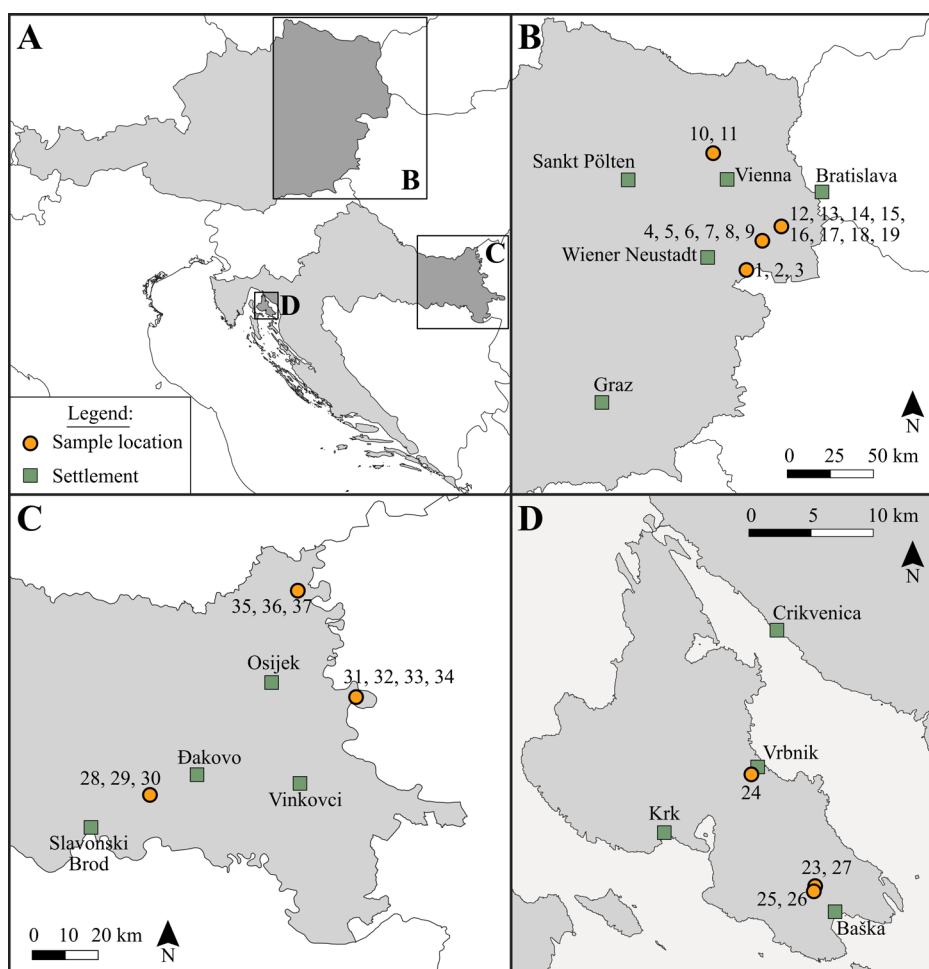 A
B
C
D
Legend:
Sample location
Settlement
B
10, 11
Sankt Pölten
Vienna
Bratislava
12, 13, 14, 15,
16, 17, 18, 19
4, 5, 6, 7, 8, 9
Wiener Neustadt
1, 2, 3
Graz
N
0 25 50 km
C
35, 36, 37
Osijek
31, 32, 33, 34
Đakovo
28, 29, 30
Vinkovci
Slavonski
Brod
0 10 20 km
N
D
0 5 10 km
N
Crikvenica
Vrbnik
24
Krk
23, 27
25, 26
Baška